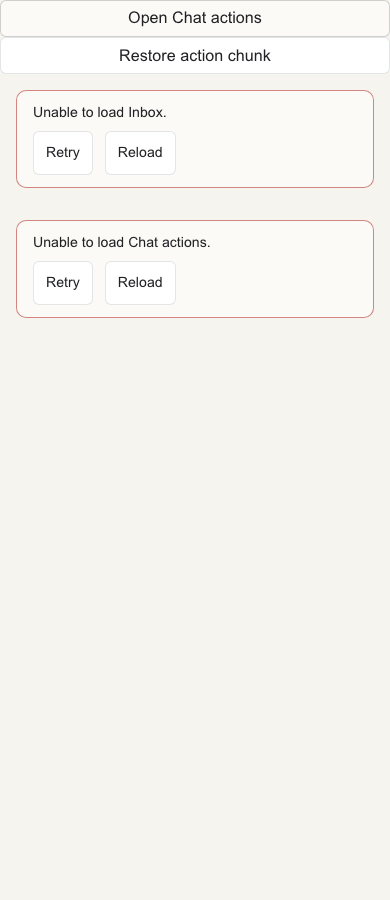 Open Chat actions
Restore action chunk
Unable to load Inbox.
Retry Reload
Unable to load Chat actions.
Retry Reload